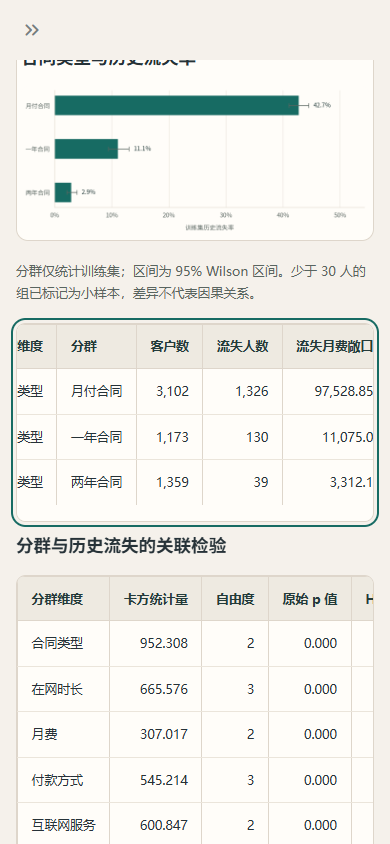 合同类型与历史流失率
月付合同 42.7%
一年合同 11.1%
两年合同 2.9%
0% 10% 20% 30% 40% 50%
训练集历史流失率
分群仅统计训练集；区间为 95% Wilson 区间。少于 30 人的
组已标记为小样本，差异不代表因果关系。
维度 分群 客户数 流失人数 流失月费敞口
类型 月付合同 3,102 1,326 97,528.85
类型 一年合同 1,173 130 11,075.0
类型 两年合同 1,359 39 3,312.1
分群与历史流失的关联检验
分群维度 卡方统计量 自由度 原始 p 值 H
合同类型 952.308 2 0.000
在网时长 665.576 3 0.000
月费 307.017 2 0.000
付款方式 545.214 3 0.000
互联网服务 600.847 2 0.000